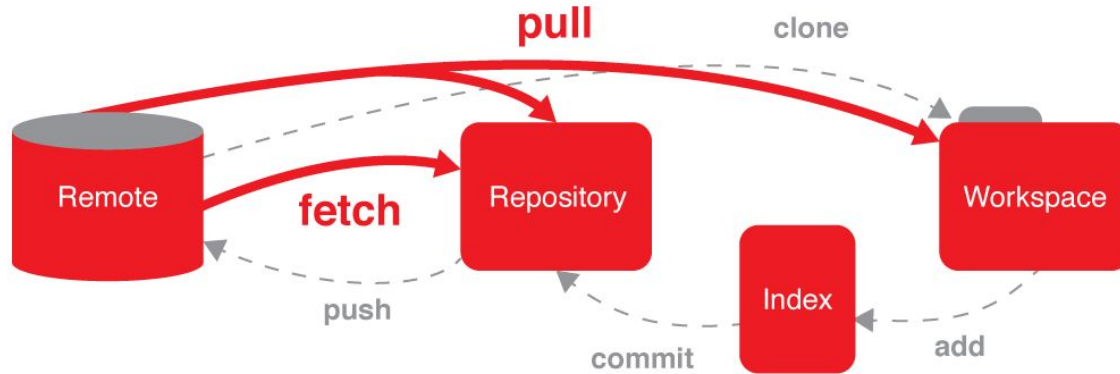 pull
clone
Remote
fetch
Repository
Workspace
push
commit
Index
add